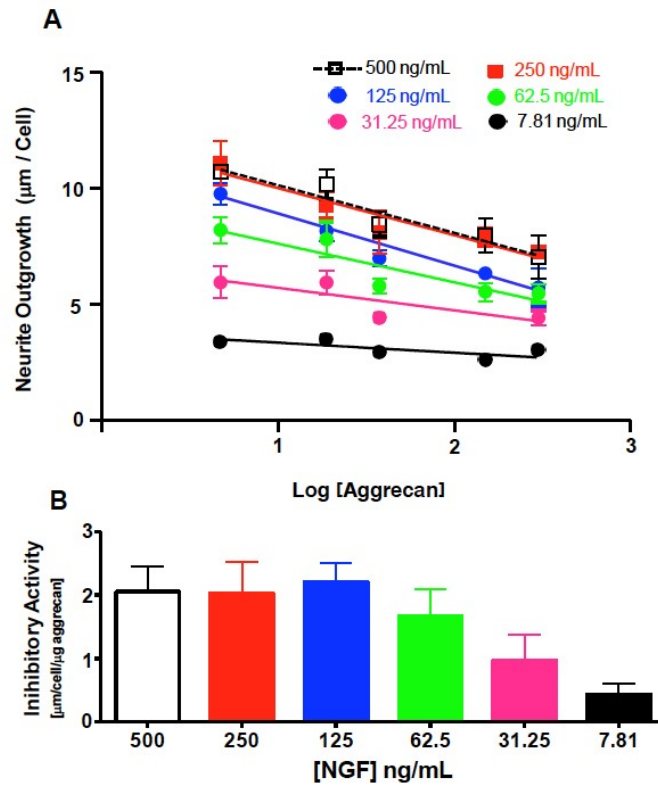 A
500 ng/mL
250 ng/mL
125 ng/mL
62.5 ng/mL
31.25 ng/mL
7.81 ng/mL
15
10
5
0
Neurite Outgrowth (µm / Cell)
1
2
3
Log [Aggrecan]
B
3
2
1
0
Inihibitory Activity
[µm/cell/µg aggrecan]
500
250
125
62.5
31.25
7.81
[NGF] ng/mL